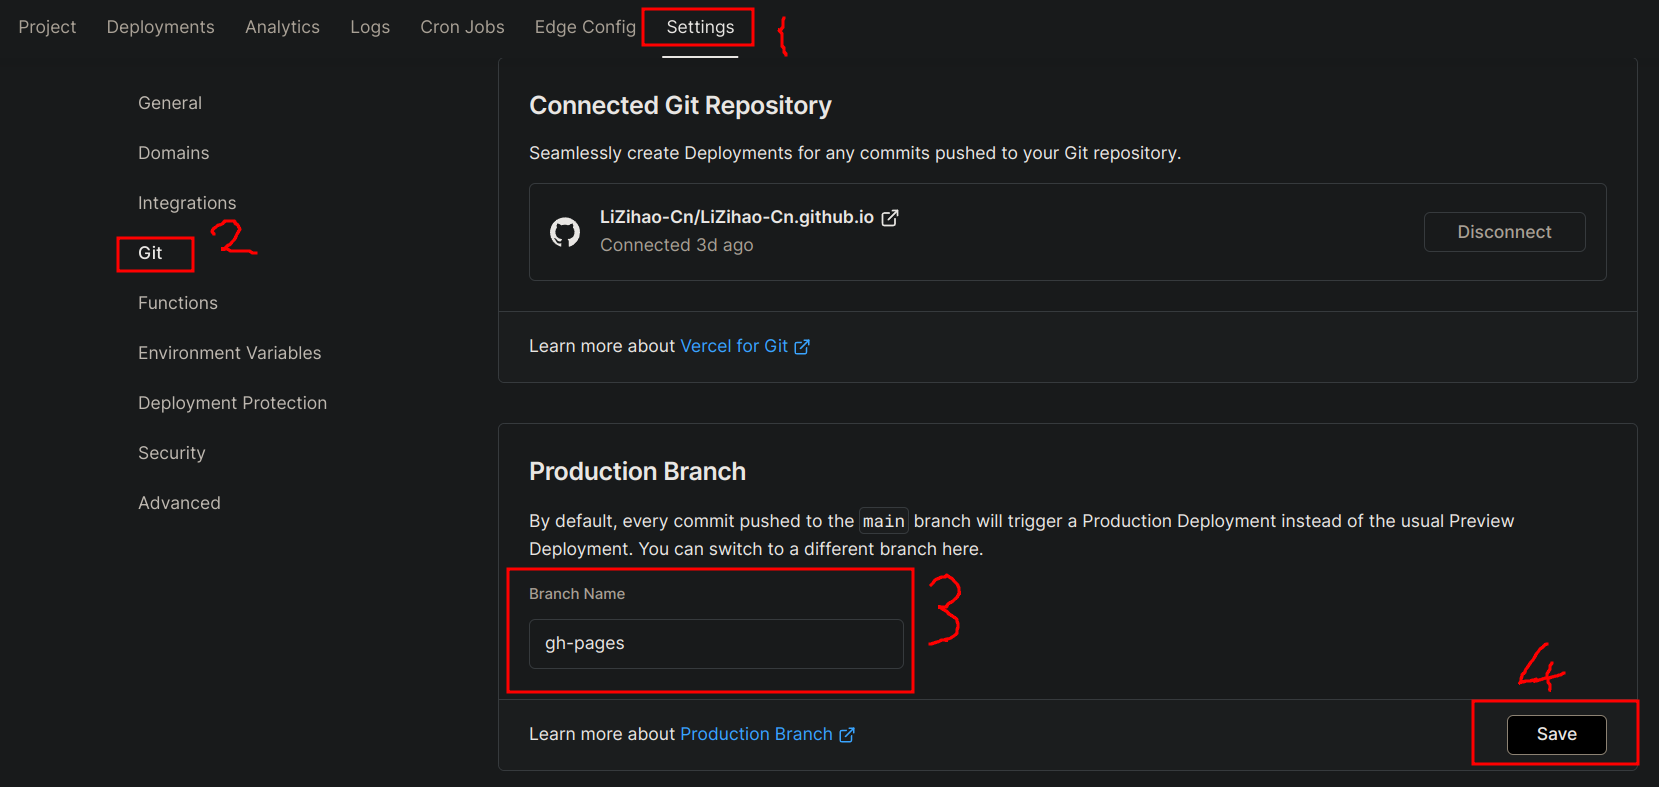 Project Deployments Analytics Logs Cron Jobs Edge Config Settings 1
General
Domains
Integrations
Git 2
Functions
Environment Variables
Deployment Protection
Security
Advanced
Connected Git Repository
Seamlessly create Deployments for any commits pushed to your Git repository.
LiZihao-Cn/LiZihao-Cn.github.io
Connected 3d ago
Disconnect
Learn more about Vercel for Git
Production Branch
By default, every commit pushed to the main branch will trigger a Production Deployment instead of the usual Preview
Deployment. You can switch to a different branch here.
Branch Name
gh-pages
3
Learn more about Production Branch
4
Save